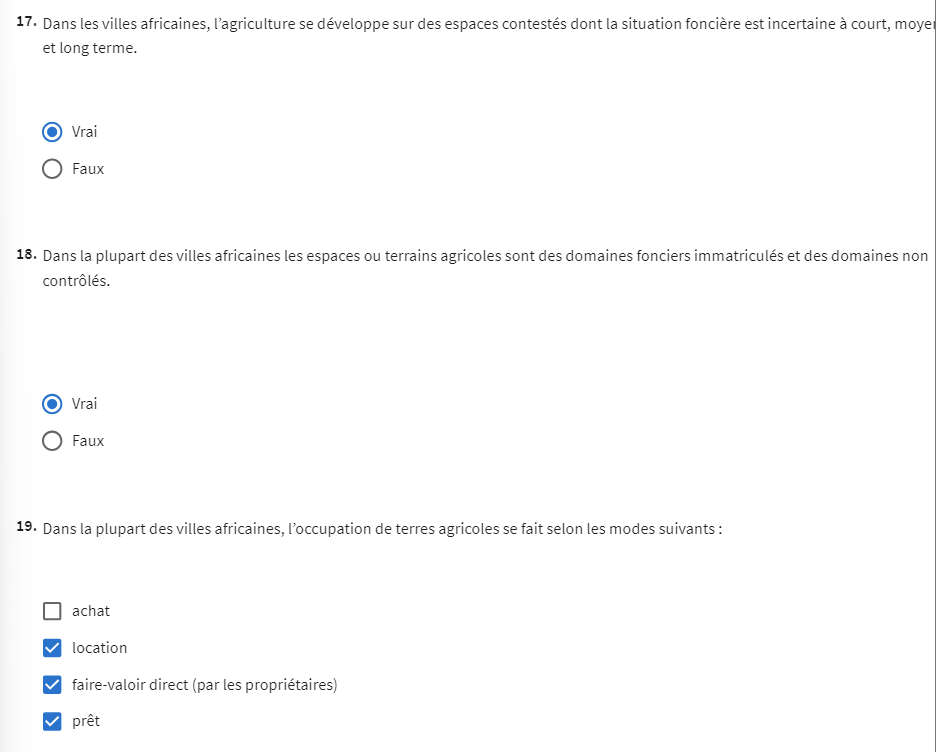 17. Dans les villes africaines, l’agriculture se développe sur des espaces contestés dont la situation foncière est incertaine à court,
et long terme.
Vrai
Faux
18. Dans la plupart des villes africaines les espaces ou terrains agricoles sont des domaines fonciers immatriculés et des domaines non
contrôlés.
Vrai
Faux
19. Dans la plupart des villes africaines, l’occupation de terres agricoles se fait selon les modes suivants :
achat
location
faire-valoir direct (par les propriétaires)
prêt